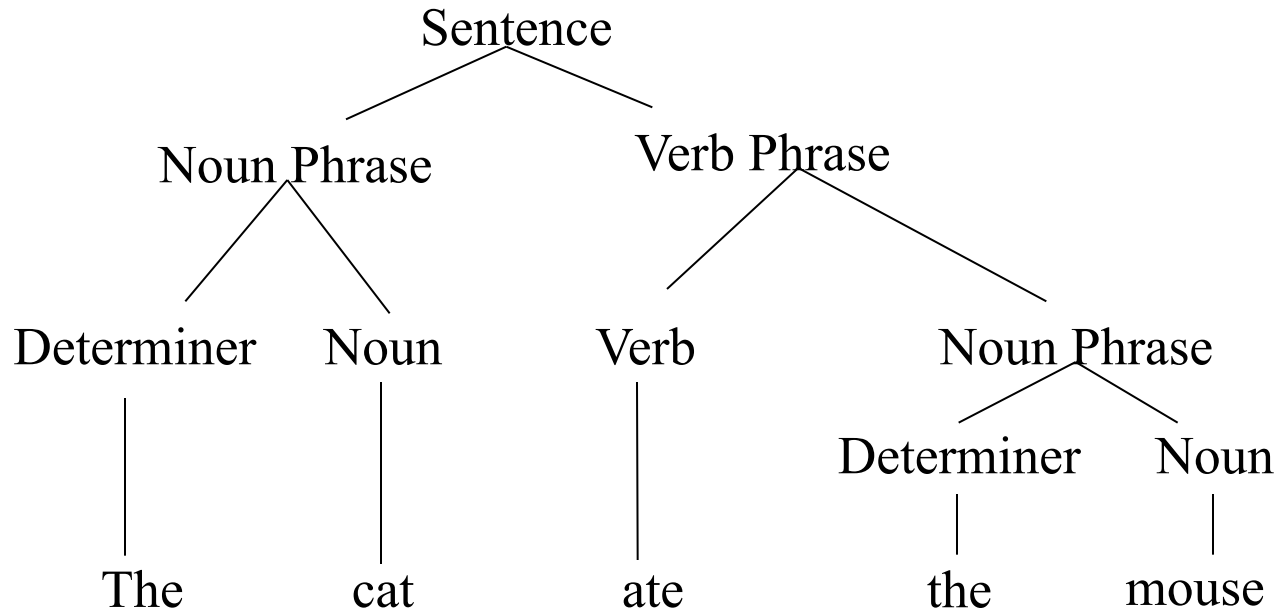 Sentence
Noun Phrase Verb Phrase
Determiner Noun Verb Noun Phrase
Determiner Noun
The cat ate the mouse